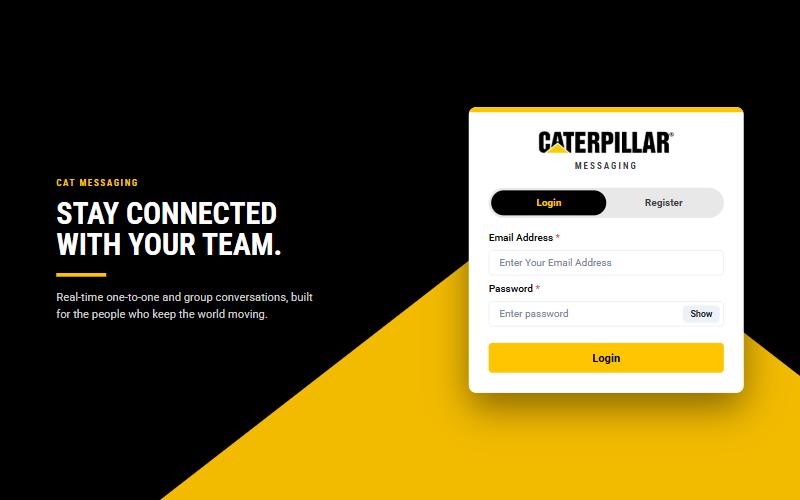 CAT MESSAGING
STAY CONNECTED
WITH YOUR TEAM.
Real-time one-to-one and group conversations, built
for the people who keep the world moving.
CATERPILLAR®
MESSAGING
Login Register
Email Address *
Enter Your Email Address
Password *
Enter password Show
Login